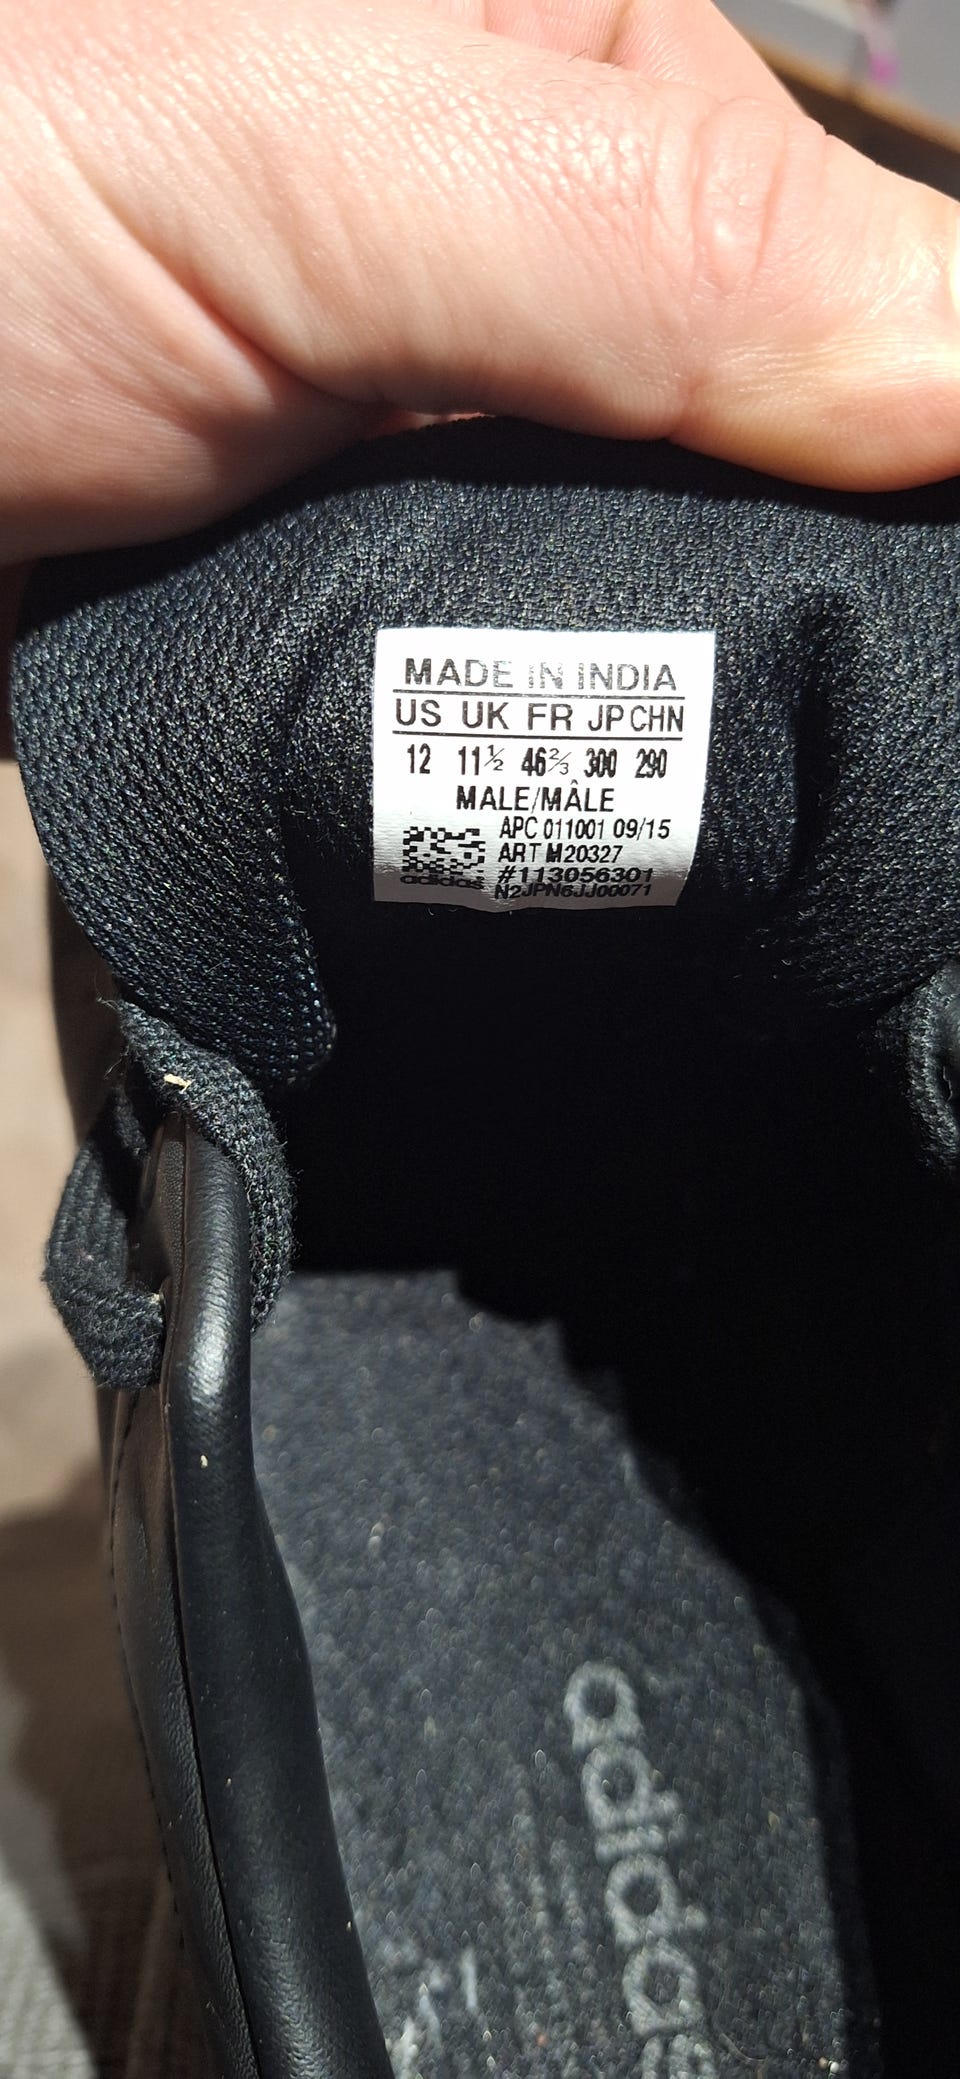 MADE IN INDIA
US UK FR JP CHN
12 11½ 46⅔ 300 290
MALE/MÂLE
APC 011001 09/15
ART M20327
#113056301
N2JPN6JJ00071
adidas
adidas